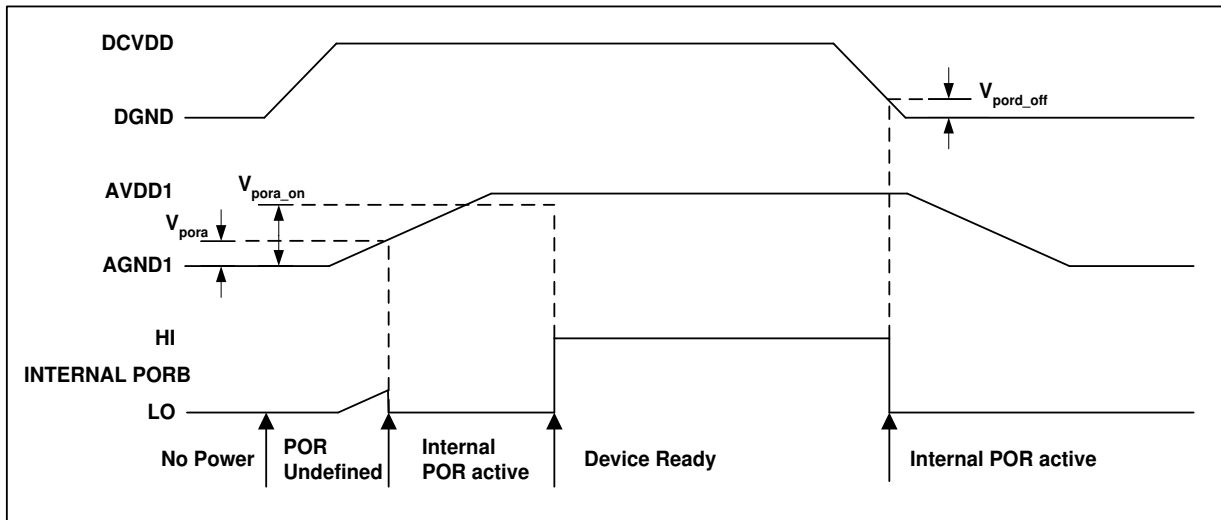 DCVDD
DGND
V_pord_off
AVDD1
V_pora_on
V_pora
AGND1
HI
INTERNAL PORB
LO
No Power
POR
Undefined
Internal
POR active
Device Ready
Internal POR active